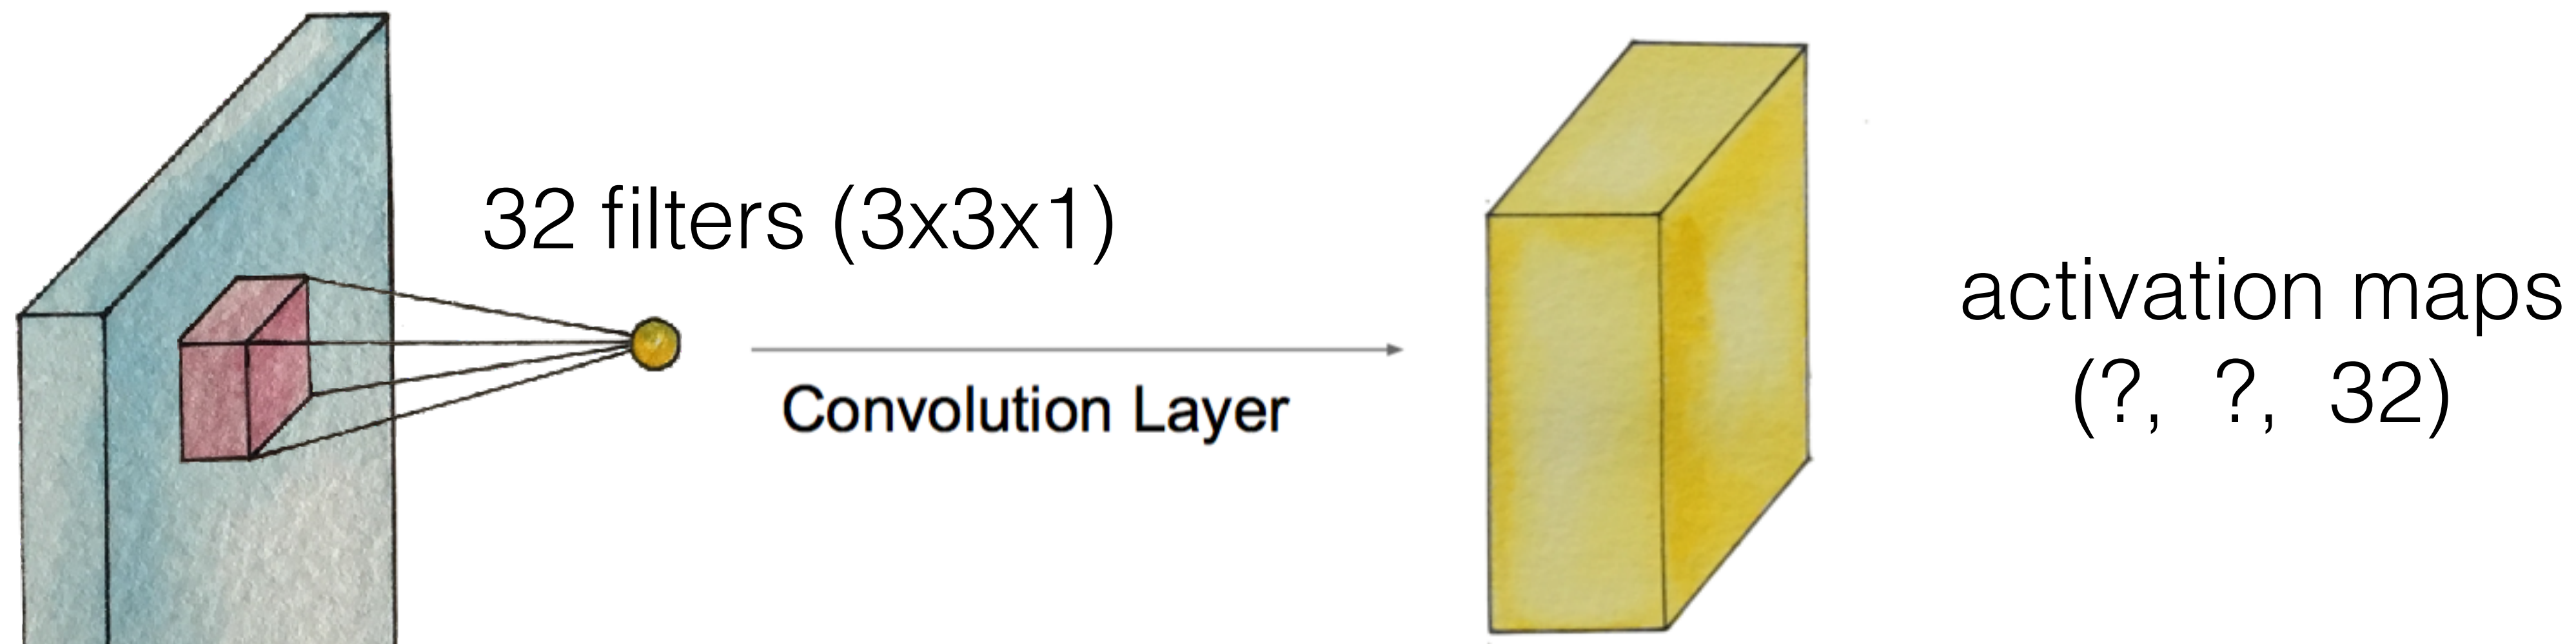 32 filters (3x3x1)
Convolution Layer
activation maps
(?, ?, 32)